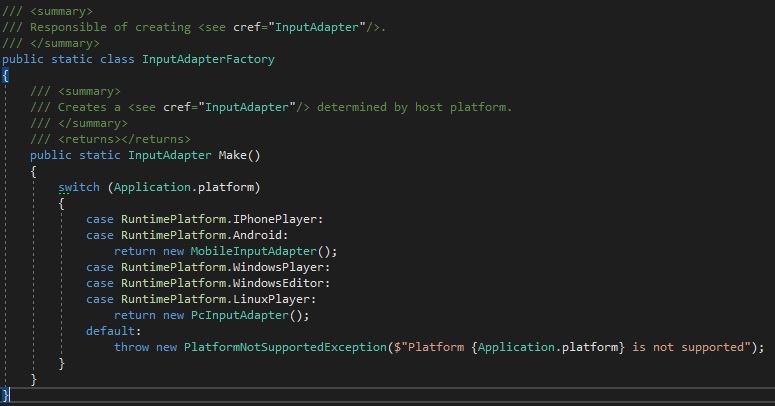 /// <summary>
/// Responsible of creating <see cref="InputAdapter"/>.
/// </summary>
public static class InputAdapterFactory
{
/// <summary>
/// Creates a <see cref="InputAdapter"/> determined by host platform.
/// </summary>
/// <returns></returns>
public static InputAdapter Make()
{
switch (Application.platform)
{
case RuntimePlatform.IPhonePlayer:
case RuntimePlatform.Android:
return new MobileInputAdapter();
case RuntimePlatform.WindowsPlayer:
case RuntimePlatform.WindowsEditor:
case RuntimePlatform.LinuxPlayer:
return new PcInputAdapter();
default:
throw new PlatformNotSupportedException($"Platform {Application.platform} is not supported");
}
}
}